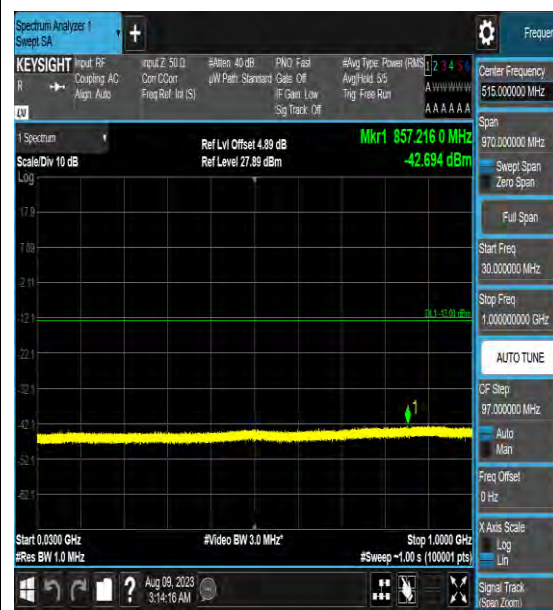 Spectrum Analyzer 1
Swept SA
+
Frequen
KEYSIGHT
Input: RF
Input Z: 50 Ω
#Atten: 40 dB
PNO: Fast
#Avg Type: Power (RMS
1 2 3 4 5 6
R
Coupling: AC
Corr CCorr
µW Path: Standard
Gate: Off
Avg|Hold: 5/5
Align: Auto
Freq Ref: Int (S)
IF Gain: Low
Trig: Free Run
A W W W W W
Sig Track: Off
A A A A A A
LXI
1 Spectrum
Ref Lvl Offset 4.89 dB
Mkr1 857.216 0 MHz
Scale/Div 10 dB
Ref Level 27.89 dBm
-42.694 dBm
Log
17.9
7.89
-2.11
DL1 -13.00 dBm
-12.1
-22.1
-32.1
1
-42.1
-52.1
-62.1
Start 0.0300 GHz
#Video BW 3.0 MHz*
Stop 1.0000 GHz
#Res BW 1.0 MHz
#Sweep ~1.00 s (100001 pts)
?
Aug 09, 2023
3:14:16 AM
Center Frequency
515.000000 MHz
Span
970.000000 MHz
Swept Span
Zero Span
Full Span
Start Freq
30.000000 MHz
Stop Freq
1.000000000 GHz
AUTO TUNE
CF Step
97.000000 MHz
Auto
Man
Freq Offset
0 Hz
X Axis Scale
Log
Lin
Signal Track
(Span Zoom)